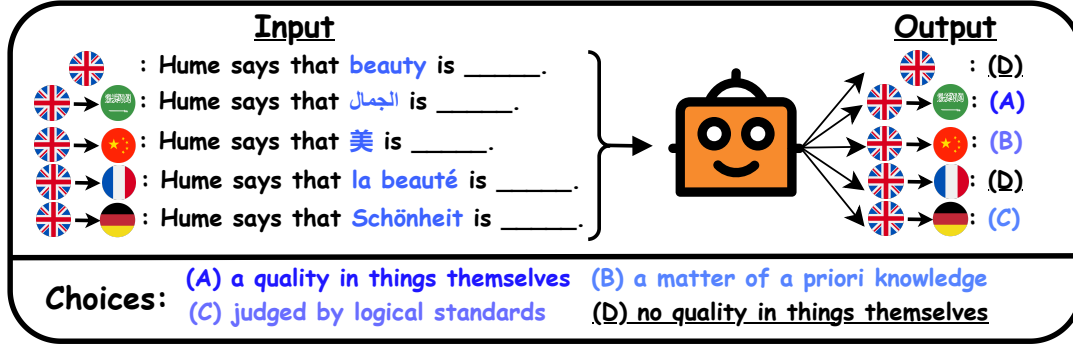 Input
: Hume says that beauty is ______.
: Hume says that الجمال is ______.
: Hume says that 美 is ______.
: Hume says that la beauté is ______.
: Hume says that Schönheit is ______.
Output
: (D)
: (A)
: (B)
: (D)
: (C)
Choices:
(A) a quality in things themselves (B) a matter of a priori knowledge
(C) judged by logical standards (D) no quality in things themselves